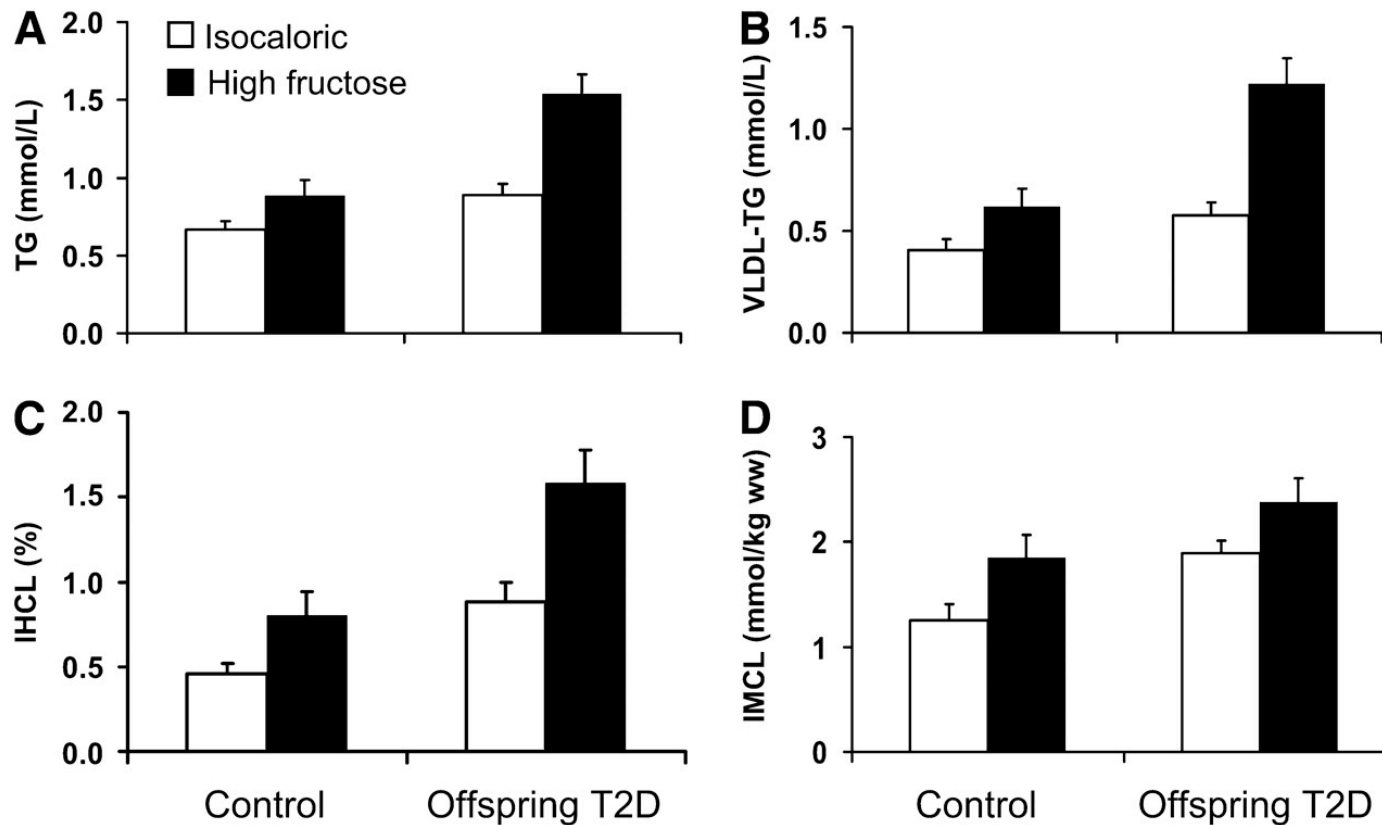 A
TG (mmol/L)
2.0
1.5
1.0
0.5
0.0
Isocaloric
High fructose
B
VLDL-TG (mmol/L)
1.5
1.0
0.5
0.0
C
IHCL (%)
2.0
1.5
1.0
0.5
0.0
Control
Offspring T2D
D
IMCL (mmol/kg ww)
3
2
1
0
Control
Offspring T2D